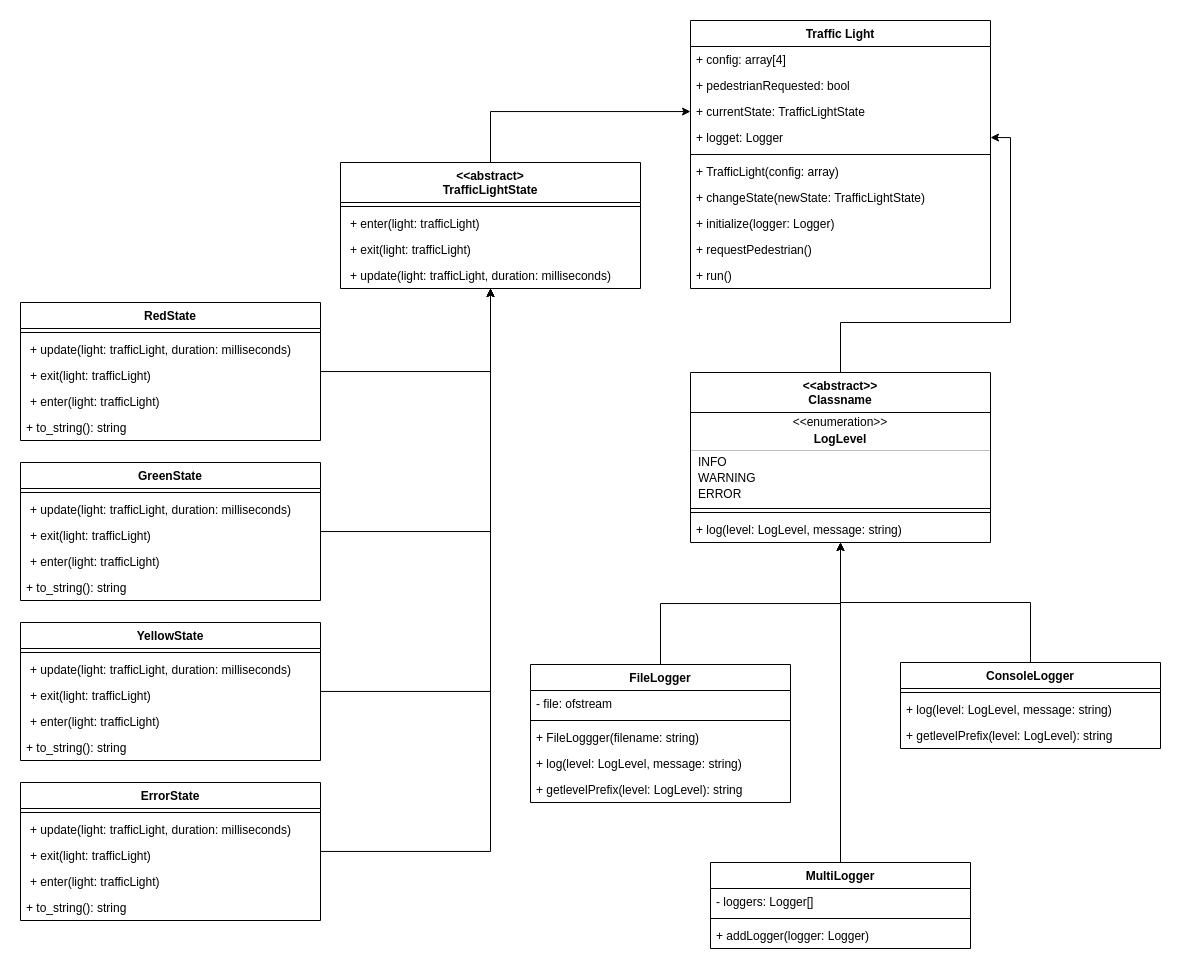 Traffic Light
+ config: array[4]
+ pedestrianRequested: bool
+ currentState: TrafficLightState
+ logget: Logger
+ TrafficLight(config: array)
+ changeState(newState: TrafficLightState)
+ initialize(logger: Logger)
+ requestPedestrian()
+ run()
<<abstract>
TrafficLightState
+ enter(light: trafficLight)
+ exit(light: trafficLight)
+ update(light: trafficLight, duration: milliseconds)
RedState
+ update(light: trafficLight, duration: milliseconds)
+ exit(light: trafficLight)
+ enter(light: trafficLight)
+ to_string(): string
GreenState
+ update(light: trafficLight, duration: milliseconds)
+ exit(light: trafficLight)
+ enter(light: trafficLight)
+ to_string(): string
YellowState
+ update(light: trafficLight, duration: milliseconds)
+ exit(light: trafficLight)
+ enter(light: trafficLight)
+ to_string(): string
ErrorState
+ update(light: trafficLight, duration: milliseconds)
+ exit(light: trafficLight)
+ enter(light: trafficLight)
+ to_string(): string
<<abstract>>
Classname
<<enumeration>>
LogLevel
INFO
WARNING
ERROR
+ log(level: LogLevel, message: string)
FileLogger
- file: ofstream
+ FileLoggger(filename: string)
+ log(level: LogLevel, message: string)
+ getlevelPrefix(level: LogLevel): string
ConsoleLogger
+ log(level: LogLevel, message: string)
+ getlevelPrefix(level: LogLevel): string
MultiLogger
- loggers: Logger[]
+ addLogger(logger: Logger)